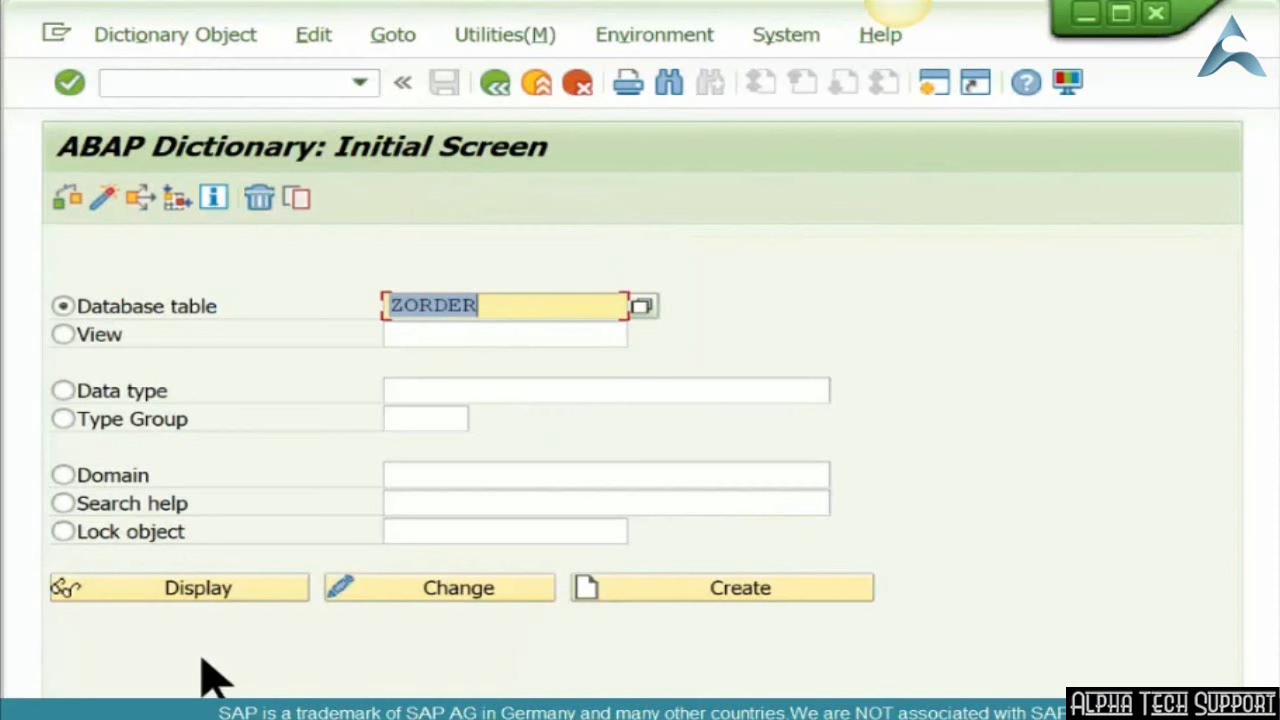 Dictionary Object Edit Goto Utilities(M) Environment System Help
ABAP Dictionary: Initial Screen
Database table ZORDER
View
Data type
Type Group
Domain
Search help
Lock object
Display Change Create
SAP is a trademark of SAP AG in Germany and many other countries.We are NOT associated with SAP
ALPHA TECH SUPPORT